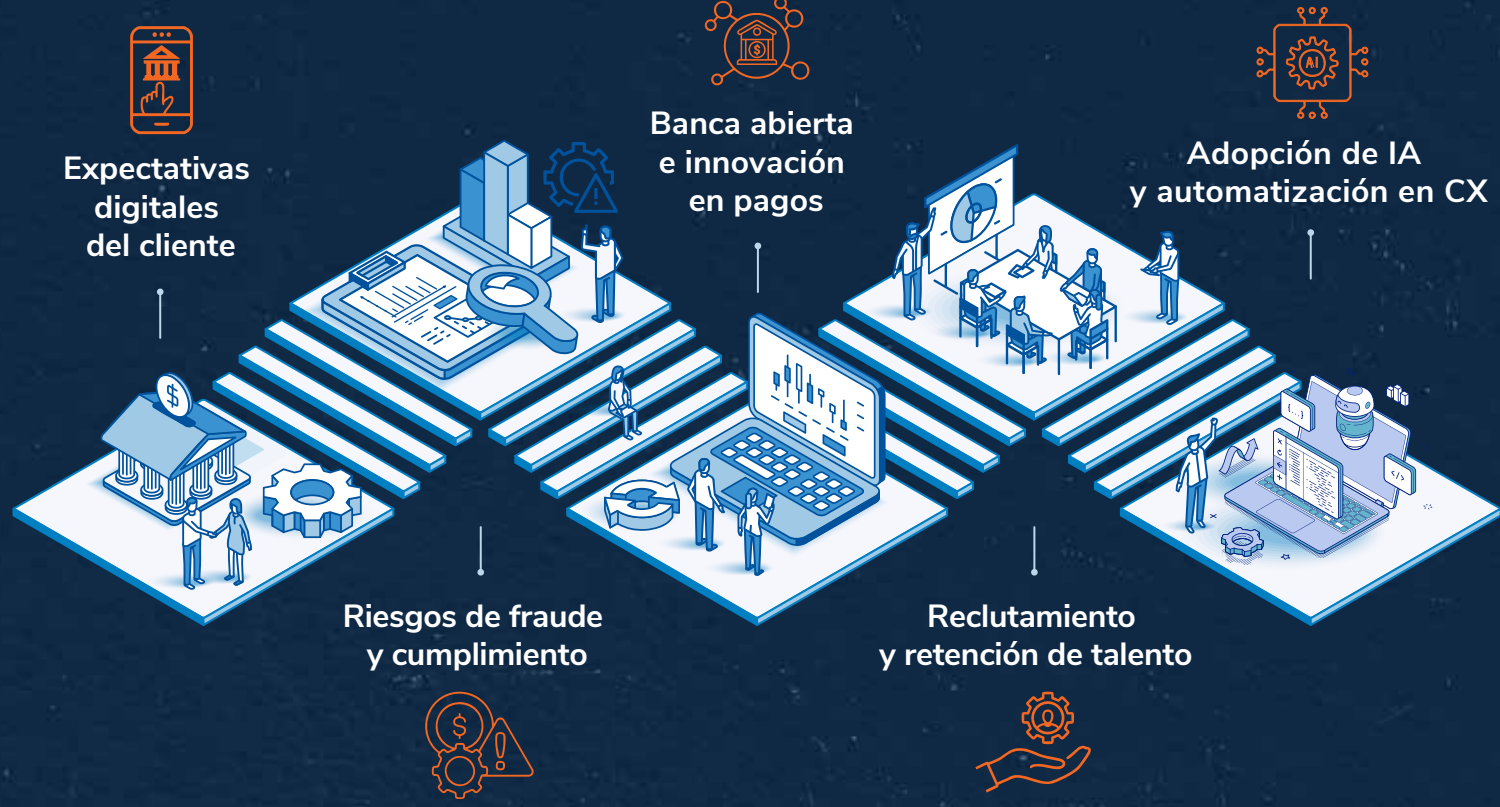 Expectativas
digitales
del cliente
Riesgos de fraude
y cumplimiento
Banca abierta
e innovación
en pagos
Reclutamiento
y retención de talento
AI
Adopción de IA
y automatización en CX
$
$
$
{...}
</>